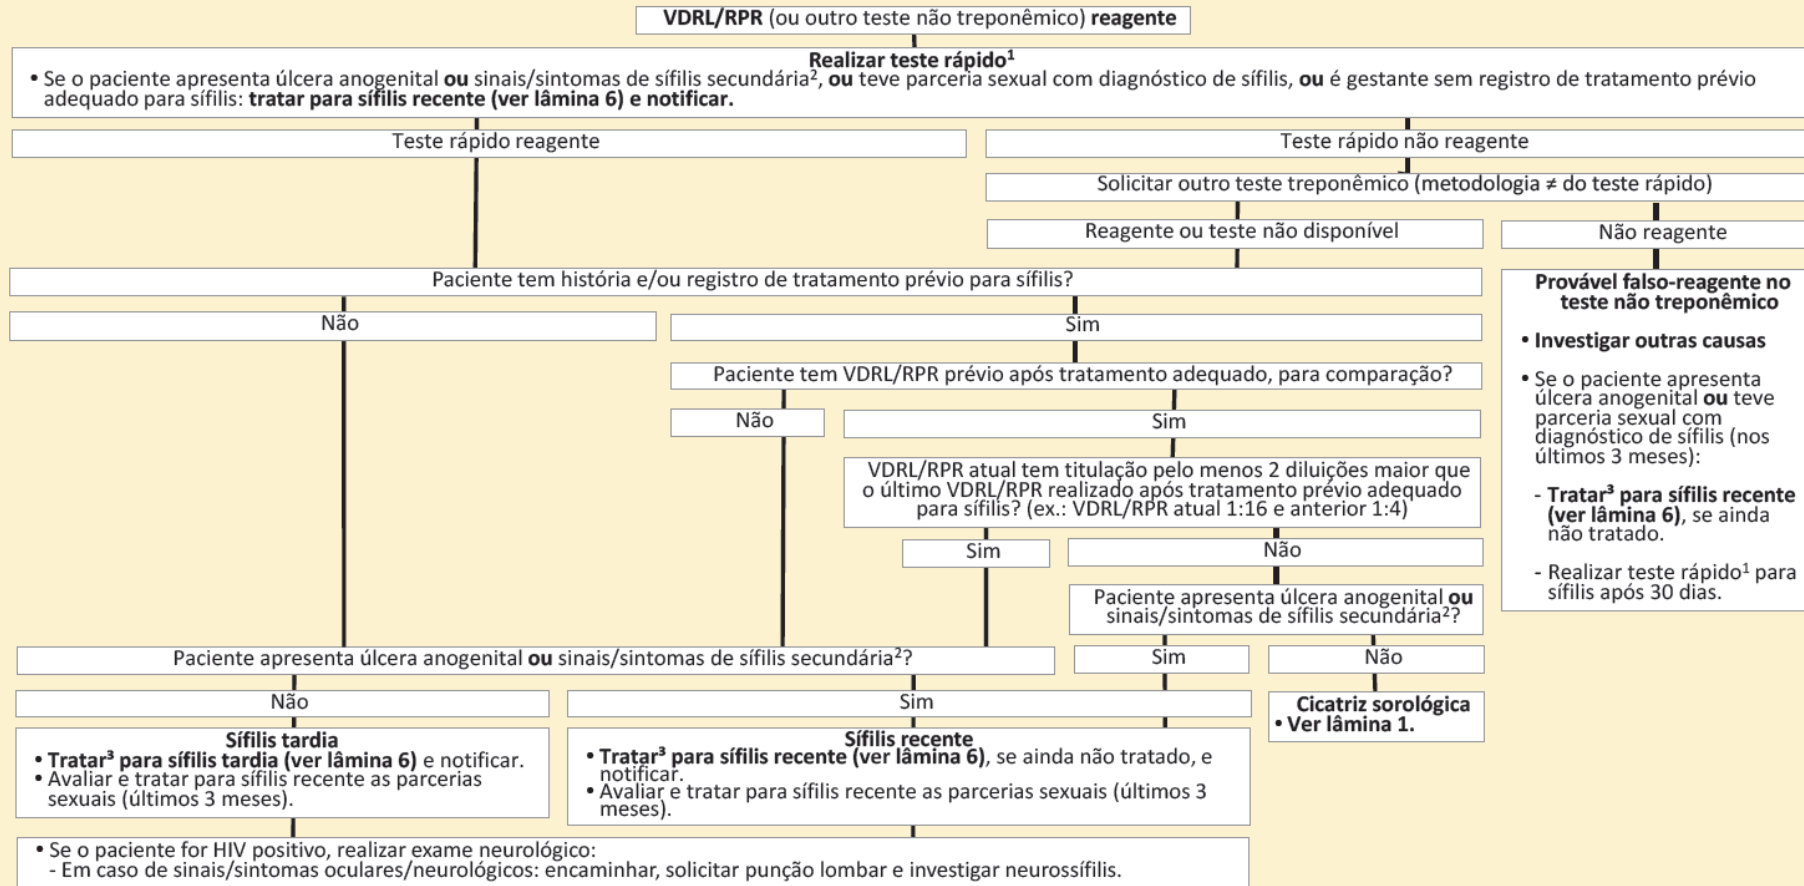 VDRL/RPR (ou outro teste não treponêmico) reagente
Realizar teste rápido¹
• Se o paciente apresenta úlcera anogenital ou sinais/sintomas de sífilis secundária², ou teve parceria sexual com diagnóstico de sífilis, ou é gestante sem registro de tratamento prévio
adequado para sífilis: tratar para sífilis recente (ver lâmina 6) e notificar.
Teste rápido reagente
Teste rápido não reagente
Solicitar outro teste treponêmico (metodologia ≠ do teste rápido)
Reagente ou teste não disponível
Não reagente
Paciente tem história e/ou registro de tratamento prévio para sífilis?
Não
Sim
Paciente tem VDRL/RPR prévio após tratamento adequado, para comparação?
Não
Sim
VDRL/RPR atual tem titulação pelo menos 2 diluições maior que
o último VDRL/RPR realizado após tratamento prévio adequado
para sífilis? (ex.: VDRL/RPR atual 1:16 e anterior 1:4)
Sim
Não
Paciente apresenta úlcera anogenital ou
sinais/sintomas de sífilis secundária²?
Sim
Não
Cicatriz sorológica
• Ver lâmina 1.
Provável falso-reagente no
teste não treponêmico
• Investigar outras causas
• Se o paciente apresenta
úlcera anogenital ou teve
parceria sexual com
diagnóstico de sífilis (nos
últimos 3 meses):
- Tratar³ para sífilis recente
(ver lâmina 6), se ainda
não tratado.
- Realizar teste rápido¹ para
sífilis após 30 dias.
Paciente apresenta úlcera anogenital ou sinais/sintomas de sífilis secundária²?
Não
Sim
Sífilis tardia
• Tratar³ para sífilis tardia (ver lâmina 6) e notificar.
• Avaliar e tratar para sífilis recente as parcerias
sexuais (últimos 3 meses).
Sífilis recente
• Tratar³ para sífilis recente (ver lâmina 6), se ainda não tratado, e
notificar.
• Avaliar e tratar para sífilis recente as parcerias sexuais (últimos 3
meses).
• Se o paciente for HIV positivo, realizar exame neurológico:
- Em caso de sinais/sintomas oculares/neurológicos: encaminhar, solicitar punção lombar e investigar neurossífilis.